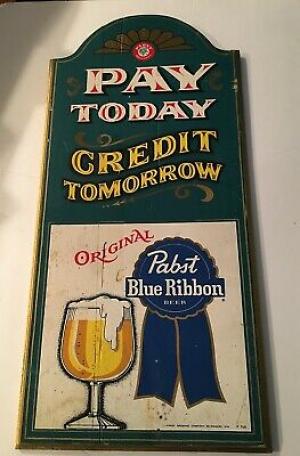 PAY
TODAY
CREDIT
TOMORROW
ORIGINAL
Pabst
Blue Ribbon
BEER